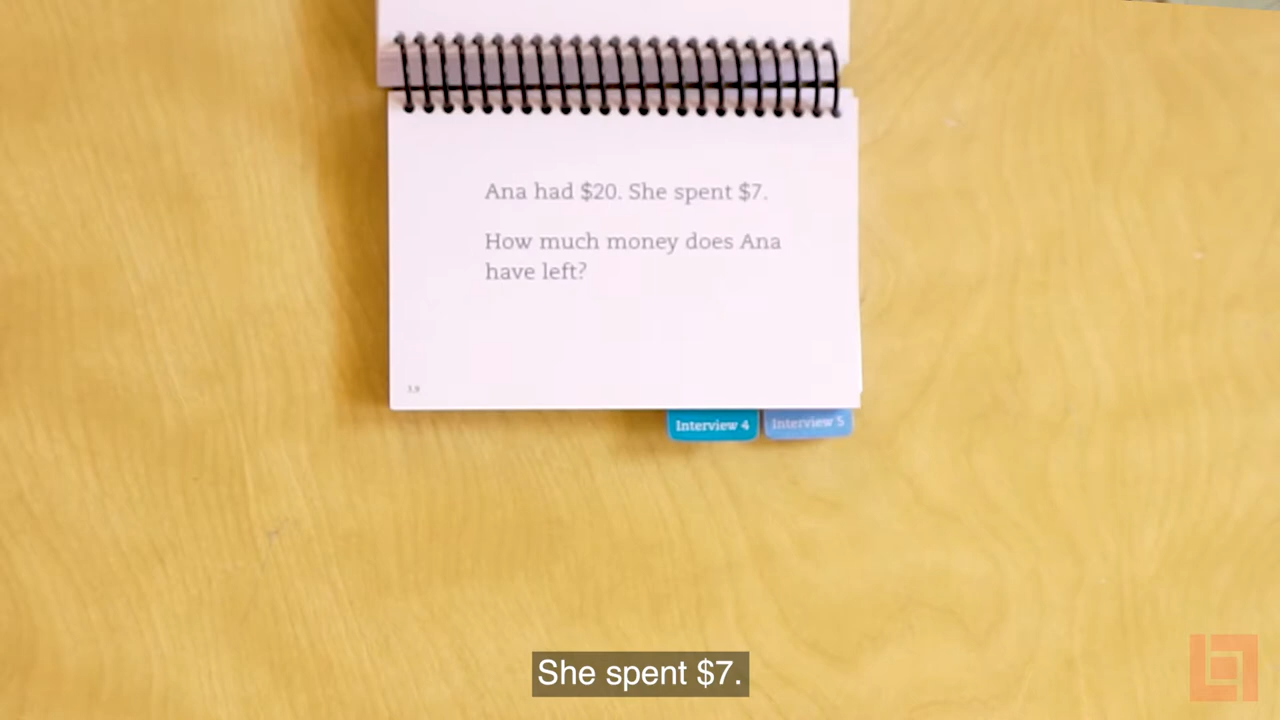 Ana had $20. She spent $7.
How much money does Ana
have left?
Interview 4
Interview 5
She spent $7.